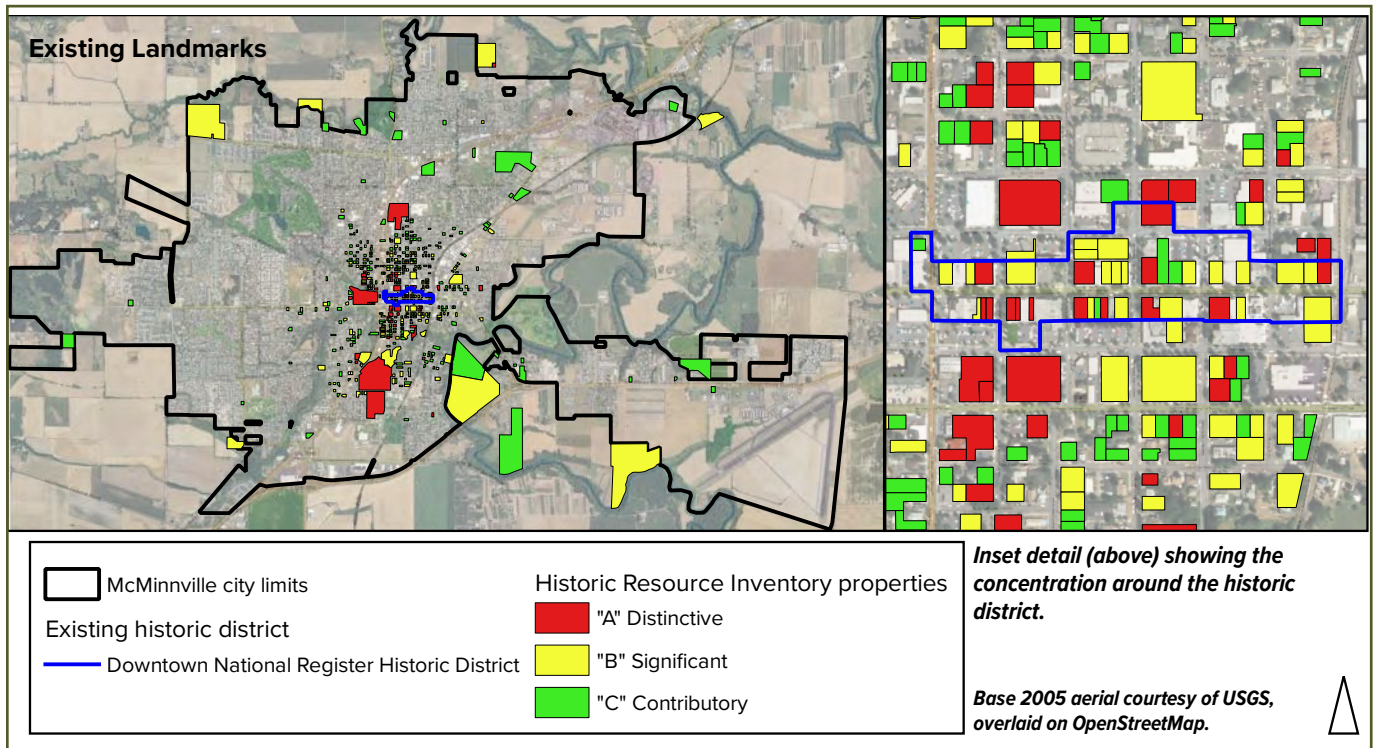 Existing Landmarks
McMinnville city limits
Existing historic district
Downtown National Register Historic District
Historic Resource Inventory properties
"A" Distinctive
"B" Significant
"C" Contributory
Inset detail (above) showing the
concentration around the historic
district.
Base 2005 aerial courtesy of USGS,
overlaid on OpenStreetMap.